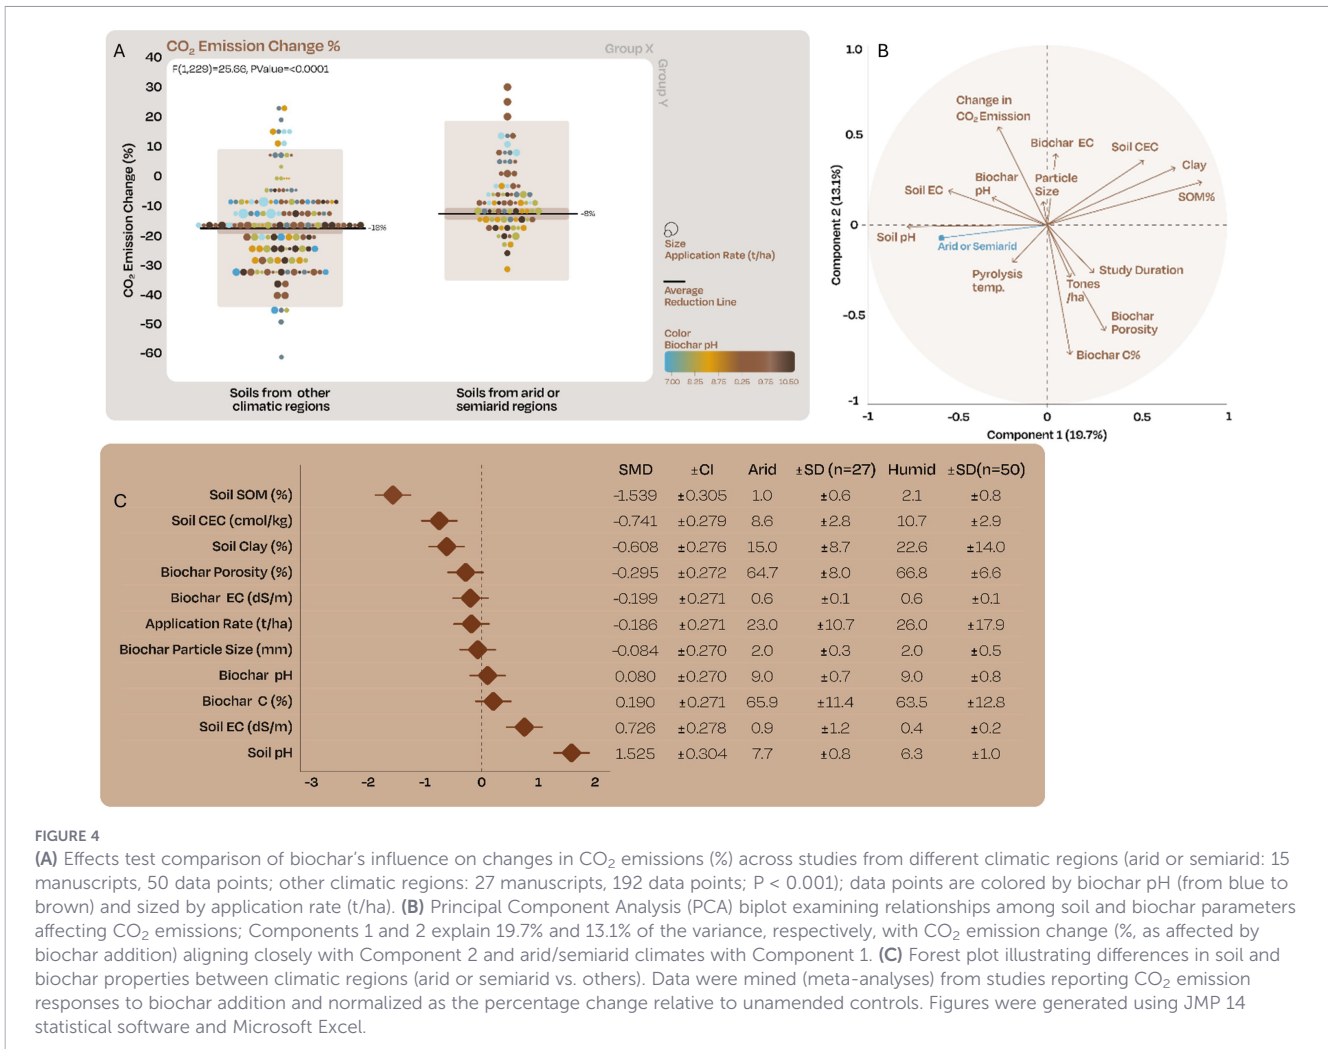 A
CO₂ Emission Change %
Group X
Group Y
F(1,229)=25.66, PValue=<0.0001
CO₂ Emission Change (%)
40
30
20
10
0
-10
-20
-30
-40
-50
-60
-18%
-8%
Soils from other
climatic regions
Soils from arid or
semiarid regions
Size
Application Rate (t/ha)
Average
Reduction Line
Color
Biochar pH
7.00 8.25 8.75 9.25 9.75 10.50
B
Component 2 (13.1%)
1.0
0.5
0
-0.5
-1
Change in
CO₂ Emission
Biochar EC
Soil CEC
Clay
SOM%
Soil EC
Biochar
pH
Particle
Size
Soil pH
Arid or Semiarid
Pyrolysis
temp.
Study Duration
Tones
/ha
Biochar
Porosity
Biochar C%
-1 -0.5 0 0.5 1
Component 1 (19.7%)
C
SMD ±CI Arid ±SD (n=27) Humid ±SD(n=50)
Soil SOM (%) -1.539 ±0.305 1.0 ±0.6 2.1 ±0.8
Soil CEC (cmol/kg) -0.741 ±0.279 8.6 ±2.8 10.7 ±2.9
Soil Clay (%) -0.608 ±0.276 15.0 ±8.7 22.6 ±14.0
Biochar Porosity (%) -0.295 ±0.272 64.7 ±8.0 66.8 ±6.6
Biochar EC (dS/m) -0.199 ±0.271 0.6 ±0.1 0.6 ±0.1
Application Rate (t/ha) -0.186 ±0.271 23.0 ±10.7 26.0 ±17.9
Biochar Particle Size (mm) -0.084 ±0.270 2.0 ±0.3 2.0 ±0.5
Biochar pH 0.080 ±0.270 9.0 ±0.7 9.0 ±0.8
Biochar C (%) 0.190 ±0.271 65.9 ±11.4 63.5 ±12.8
Soil EC (dS/m) 0.726 ±0.278 0.9 ±1.2 0.4 ±0.2
Soil pH 1.525 ±0.304 7.7 ±0.8 6.3 ±1.0
-3 -2 -1 0 1 2
FIGURE 4
(A) Effects test comparison of biochar's influence on changes in CO₂ emissions (%) across studies from different climatic regions (arid or semiarid: 15
manuscripts, 50 data points; other climatic regions: 27 manuscripts, 192 data points; P < 0.001); data points are colored by biochar pH (from blue to
brown) and sized by application rate (t/ha). (B) Principal Component Analysis (PCA) biplot examining relationships among soil and biochar parameters
affecting CO₂ emissions; Components 1 and 2 explain 19.7% and 13.1% of the variance, respectively, with CO₂ emission change (%, as affected by
biochar addition) aligning closely with Component 2 and arid/semiarid climates with Component 1. (C) Forest plot illustrating differences in soil and
biochar properties between climatic regions (arid or semiarid vs. others). Data were mined (meta-analyses) from studies reporting CO₂ emission
responses to biochar addition and normalized as the percentage change relative to unamended controls. Figures were generated using JMP 14
statistical software and Microsoft Excel.